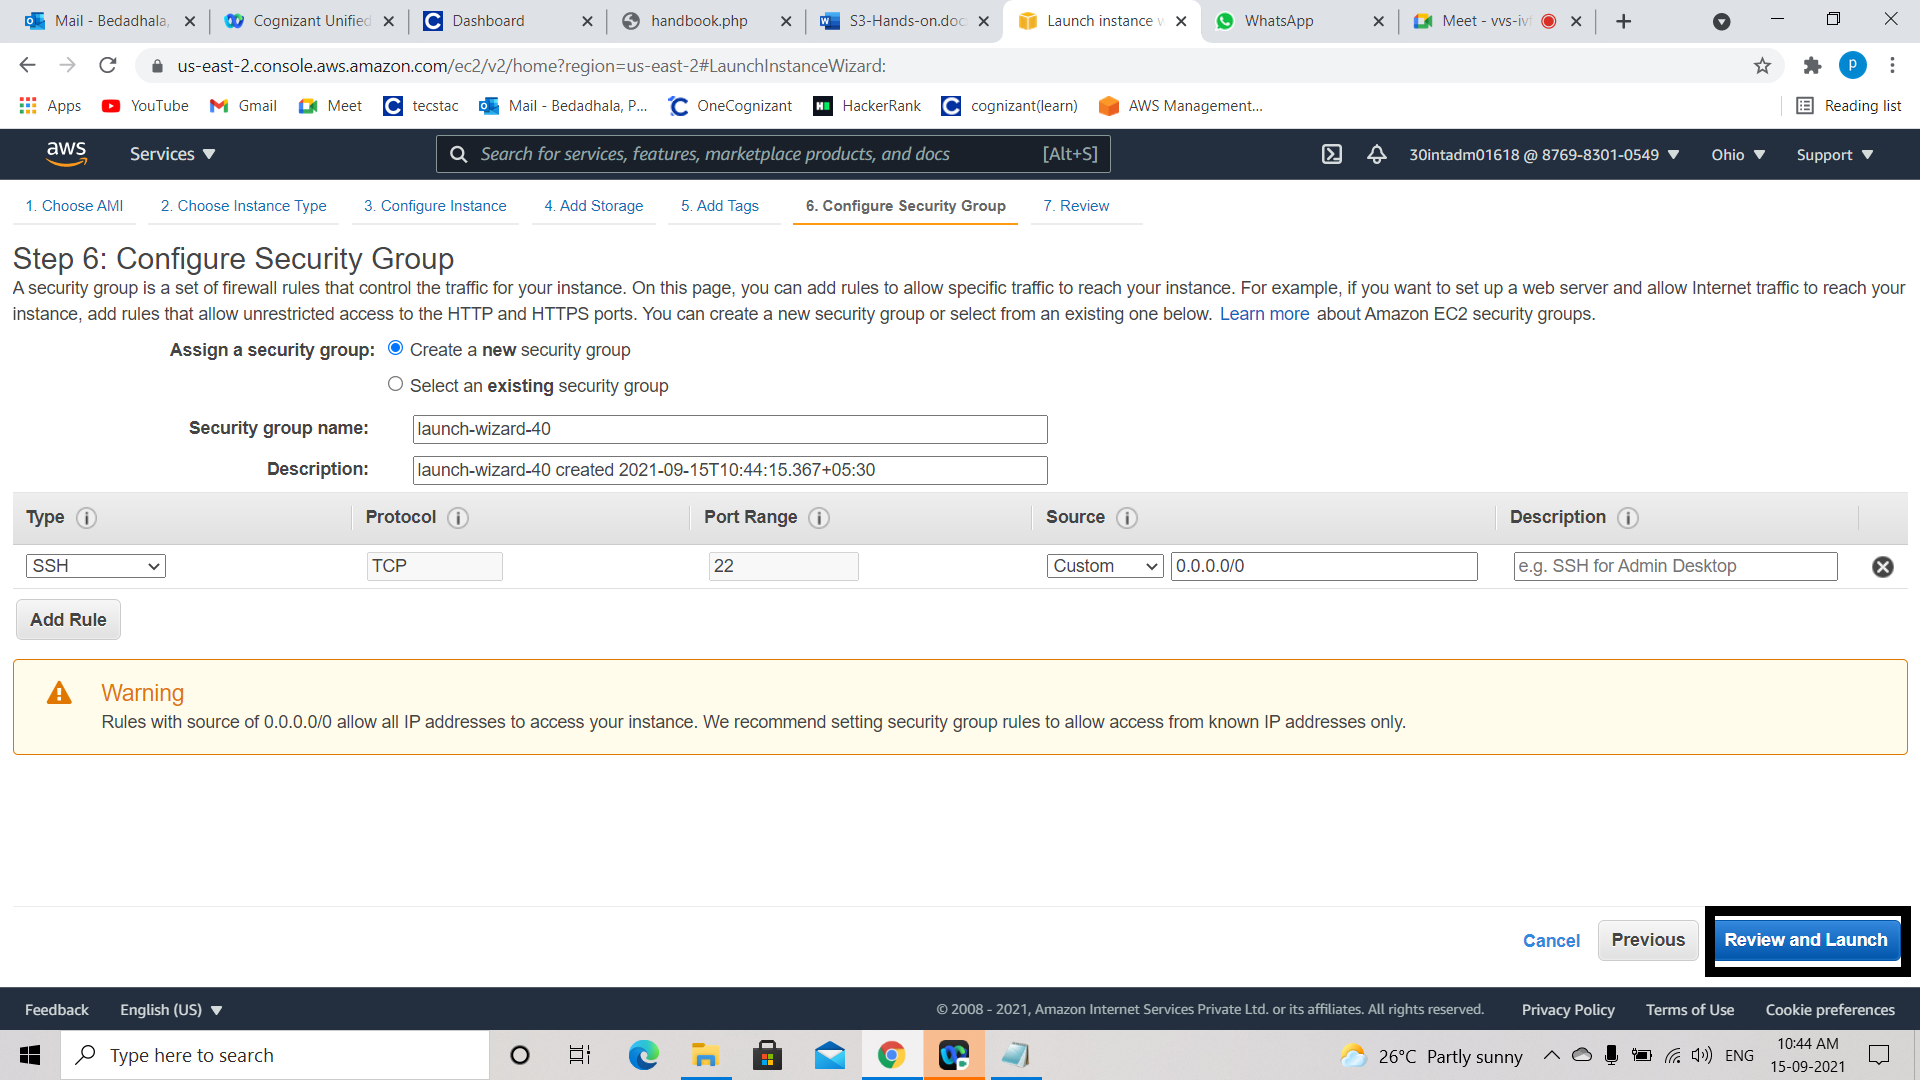 Mail - Bedadhala,
Cognizant Unified
Dashboard
handbook.php
S3-Hands-on.doc
Launch instance w
WhatsApp
Meet - vvs-ivf
us-east-2.console.aws.amazon.com/ec2/v2/home?region=us-east-2#LaunchInstanceWizard:
P
Apps
YouTube
Gmail
Meet
tecstac
Mail - Bedadhala, P...
OneCognizant
HackerRank
cognizant(learn)
AWS Management...
Reading list
aws
Services
Search for services, features, marketplace products, and docs
[Alt+S]
30intadm01618 @ 8769-8301-0549
Ohio
Support
1. Choose AMI
2. Choose Instance Type
3. Configure Instance
4. Add Storage
5. Add Tags
6. Configure Security Group
7. Review
Step 6: Configure Security Group
A security group is a set of firewall rules that control the traffic for your instance. On this page, you can add rules to allow specific traffic to reach your instance. For example, if you want to set up a web server and allow Internet traffic to reach your
instance, add rules that allow unrestricted access to the HTTP and HTTPS ports. You can create a new security group or select from an existing one below. Learn more about Amazon EC2 security groups.
Assign a security group:
Create a new security group
Select an existing security group
Security group name:
launch-wizard-40
Description:
launch-wizard-40 created 2021-09-15T10:44:15.367+05:30
Type
Protocol
Port Range
Source
Description
SSH
TCP
22
Custom
0.0.0.0/0
e.g. SSH for Admin Desktop
Add Rule
Warning
Rules with source of 0.0.0.0/0 allow all IP addresses to access your instance. We recommend setting security group rules to allow access from known IP addresses only.
Cancel
Previous
Review and Launch
Feedback
English (US)
© 2008 - 2021, Amazon Internet Services Private Ltd. or its affiliates. All rights reserved.
Privacy Policy
Terms of Use
Cookie preferences
Type here to search
26°C Partly sunny
ENG
10:44 AM
15-09-2021